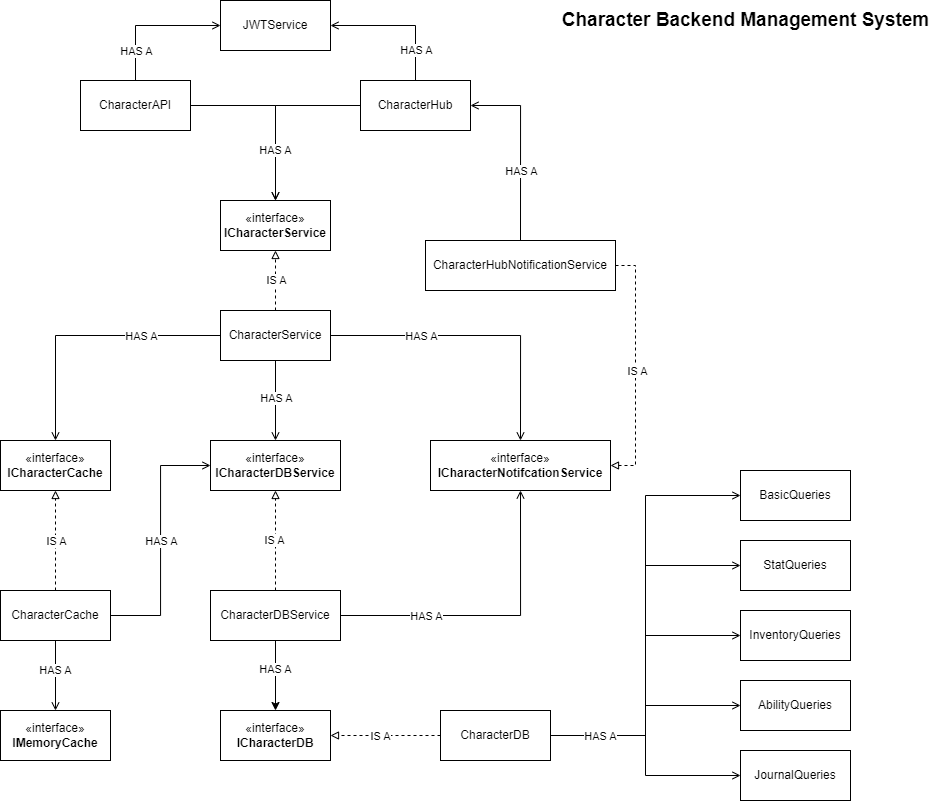 Character Backend Management System
JWTService
HAS A
HAS A
CharacterAPI
CharacterHub
HAS A
HAS A
«interface»
ICharacterService
CharacterHubNotificationService
IS A
CharacterService
HAS A
HAS A
IS A
HAS A
«interface»
ICharacterCache
«interface»
ICharacterDBService
«interface»
ICharacterNotifcationService
BasicQueries
IS A
HAS A
IS A
StatQueries
CharacterCache
CharacterDBService
HAS A
InventoryQueries
HAS A
HAS A
AbilityQueries
«interface»
IMemoryCache
«interface»
ICharacterDB
IS A
CharacterDB
HAS A
JournalQueries